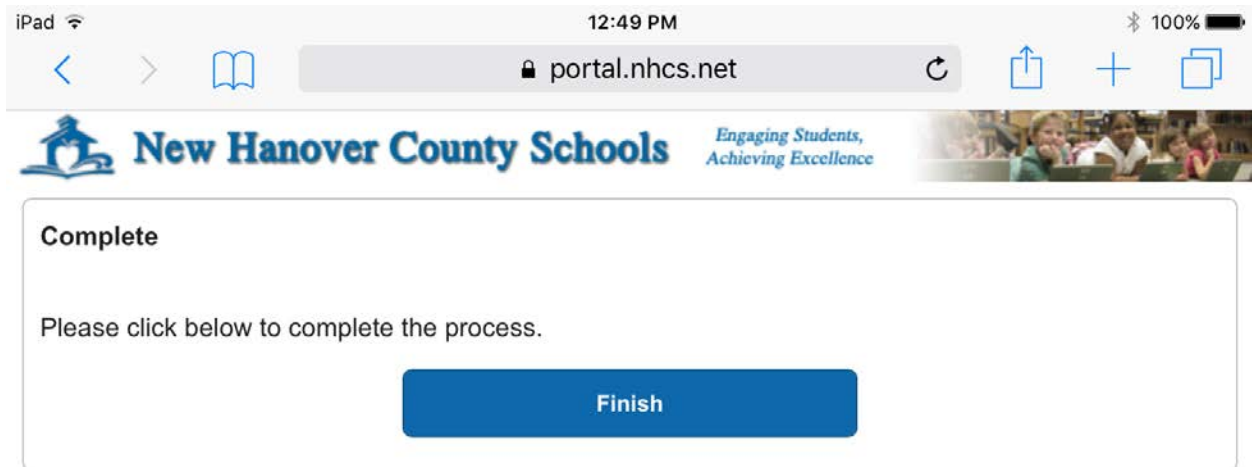 iPad 12:49 PM 100%
portal.nhcs.net
New Hanover County Schools
Engaging Students,
Achieving Excellence
Complete
Please click below to complete the process.
Finish